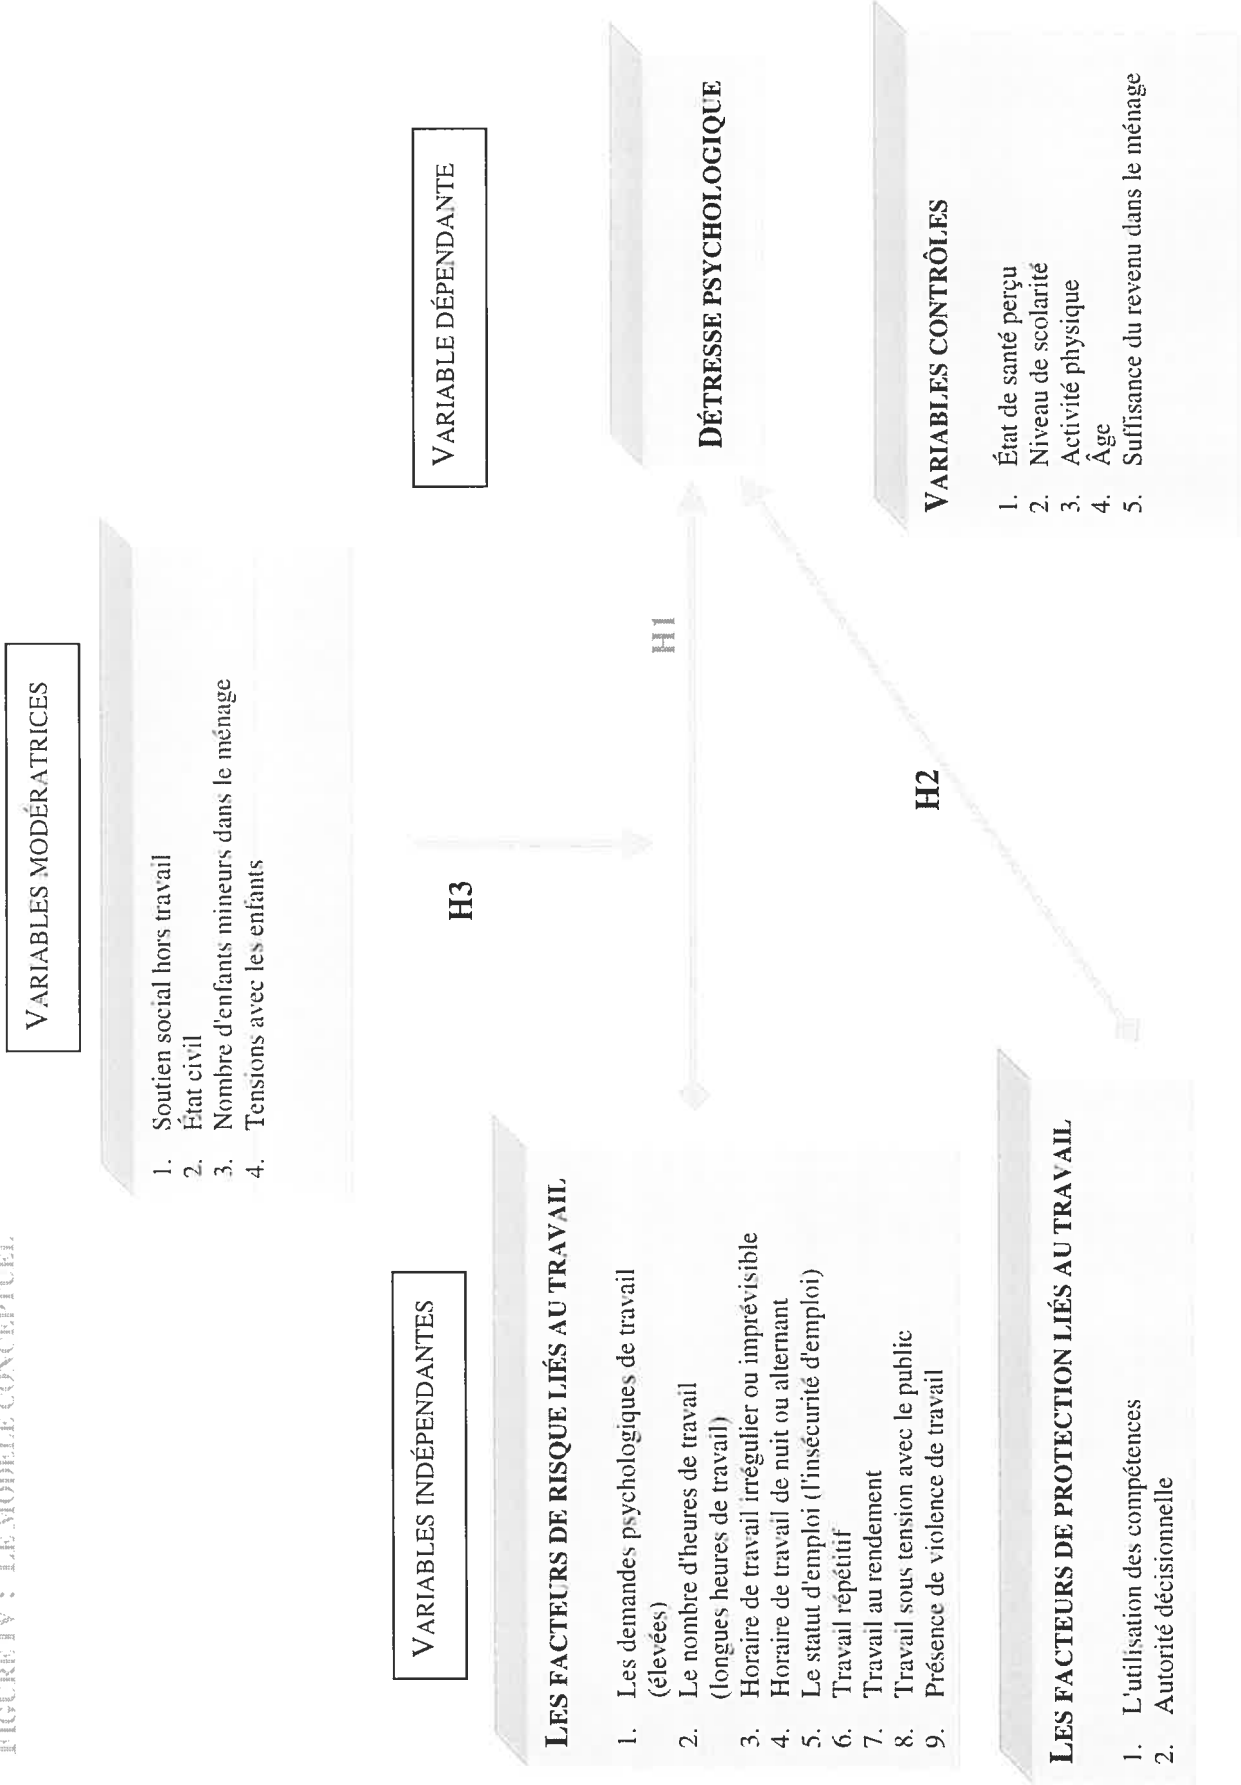 FIGURE IV : LE MODÈLE CONCEPTUEL
VARIABLES MODÉRATRICES
1. Soutien social hors travail
2. État civil
3. Nombre d'enfants mineurs dans le ménage
4. Tensions avec les enfants
VARIABLES INDÉPENDANTES
H3
VARIABLE DÉPENDANTE
LES FACTEURS DE RISQUE LIÉS AU TRAVAIL
1. Les demandes psychologiques de travail
(élevées)
2. Le nombre d'heures de travail
(longues heures de travail)
3. Horaire de travail irrégulier ou imprévisible
4. Horaire de travail de nuit ou alternant
5. Le statut d'emploi (l'insécurité d'emploi)
6. Travail répétitif
7. Travail au rendement
8. Travail sous tension avec le public
9. Présence de violence de travail
H1
DÉTRESSE PSYCHOLOGIQUE
H2
LES FACTEURS DE PROTECTION LIÉS AU TRAVAIL
1. L'utilisation des compétences
2. Autorité décisionnelle
VARIABLES CONTRÔLES
1. État de santé perçu
2. Niveau de scolarité
3. Activité physique
4. Âge
5. Suffisance du revenu dans le ménage